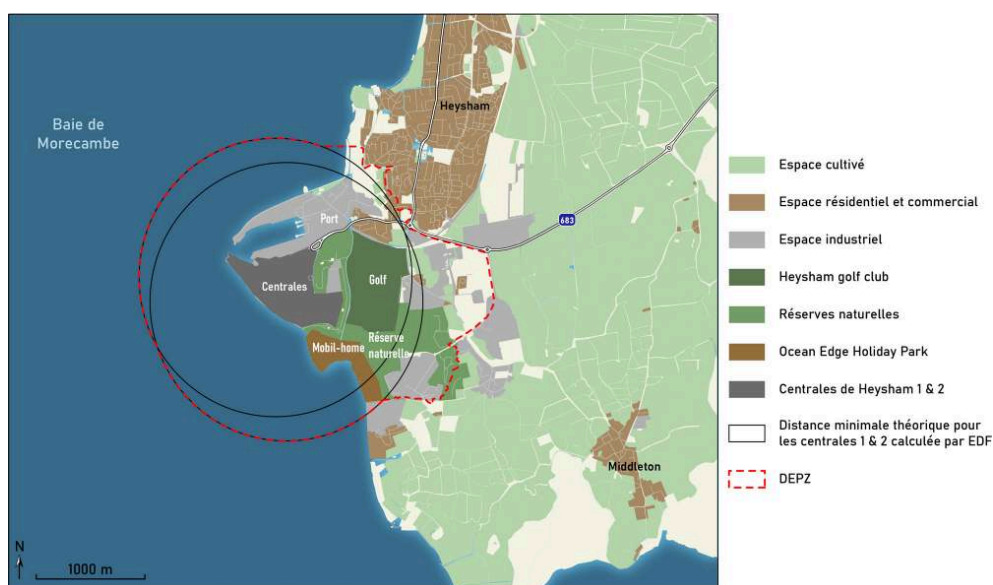 Baie de
Morecambe
Heysham
Port
683
Centrales
Golf
Mobil-home
Réserve
naturelle
Middleton
N
1000 m
Espace cultivé
Espace résidentiel et commercial
Espace industriel
Heysham golf club
Réserves naturelles
Ocean Edge Holiday Park
Centrales de Heysham 1 & 2
Distance minimale théorique pour
les centrales 1 & 2 calculée par EDF
DEPZ